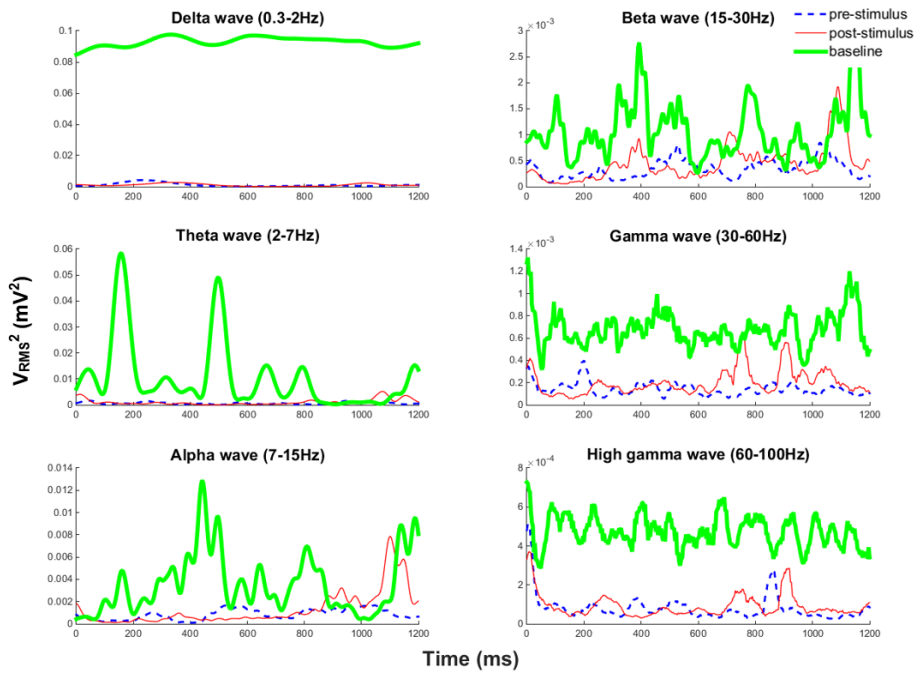 Delta wave (0.3-2Hz)
0.1
0.08
0.06
0.04
0.02
0
0 200 400 600 800 1000 1200
Beta wave (15-30Hz)
pre-stimulus
post-stimulus
baseline
×10⁻³
3
2.5
2
1.5
1
0.5
0
0 200 400 600 800 1000 1200
Theta wave (2-7Hz)
0.06
0.05
0.04
0.03
0.02
0.01
0
0 200 400 600 800 1000 1200
Gamma wave (30-60Hz)
×10⁻³
1.4
1.2
1
0.8
0.6
0.4
0.2
0
0 200 400 600 800 1000 1200
V_RMS² (mV²)
Alpha wave (7-15Hz)
0.014
0.012
0.01
0.008
0.006
0.004
0.002
0
0 200 400 600 800 1000 1200
High gamma wave (60-100Hz)
×10⁻⁴
8
6
4
2
0
0 200 400 600 800 1000 1200
Time (ms)